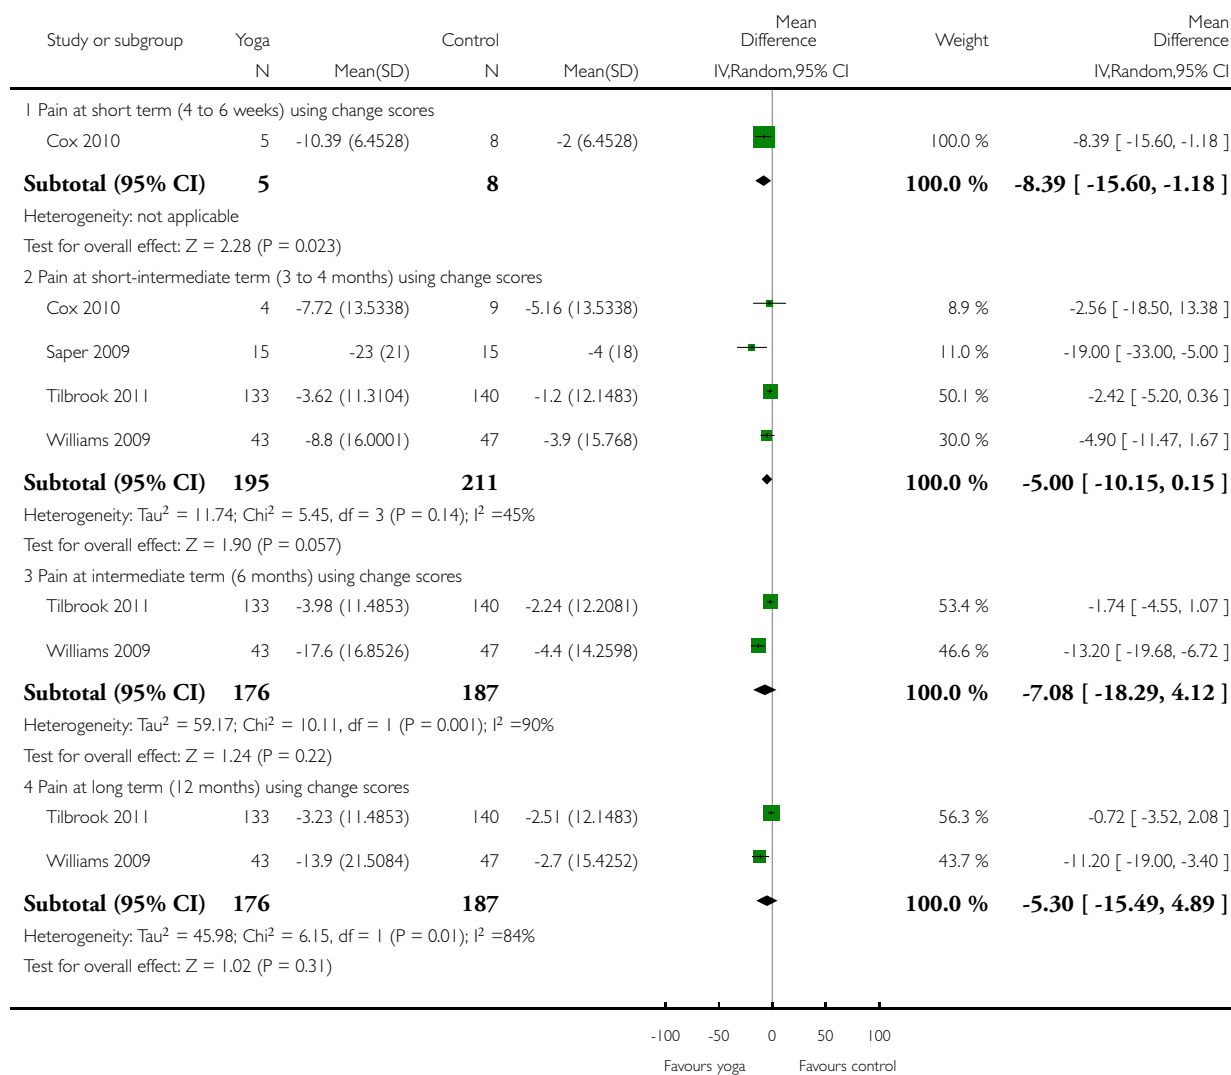 Study or subgroup Yoga Control Mean Difference Weight Mean Difference
N Mean(SD) N Mean(SD) IV,Random,95% CI IV,Random,95% CI
1 Pain at short term (4 to 6 weeks) using change scores
Cox 2010 5 -10.39 (6.4528) 8 -2 (6.4528) 100.0 % -8.39 [ -15.60, -1.18 ]
Subtotal (95% CI) 5 8 100.0 % -8.39 [ -15.60, -1.18 ]
Heterogeneity: not applicable
Test for overall effect: Z = 2.28 (P = 0.023)
2 Pain at short-intermediate term (3 to 4 months) using change scores
Cox 2010 4 -7.72 (13.5338) 9 -5.16 (13.5338) 8.9 % -2.56 [ -18.50, 13.38 ]
Saper 2009 15 -23 (21) 15 -4 (18) 11.0 % -19.00 [ -33.00, -5.00 ]
Tilbrook 2011 133 -3.62 (11.3104) 140 -1.2 (12.1483) 50.1 % -2.42 [ -5.20, 0.36 ]
Williams 2009 43 -8.8 (16.0001) 47 -3.9 (15.768) 30.0 % -4.90 [ -11.47, 1.67 ]
Subtotal (95% CI) 195 211 100.0 % -5.00 [ -10.15, 0.15 ]
Heterogeneity: Tau² = 11.74; Chi² = 5.45, df = 3 (P = 0.14); I² =45%
Test for overall effect: Z = 1.90 (P = 0.057)
3 Pain at intermediate term (6 months) using change scores
Tilbrook 2011 133 -3.98 (11.4853) 140 -2.24 (12.2081) 53.4 % -1.74 [ -4.55, 1.07 ]
Williams 2009 43 -17.6 (16.8526) 47 -4.4 (14.2598) 46.6 % -13.20 [ -19.68, -6.72 ]
Subtotal (95% CI) 176 187 100.0 % -7.08 [ -18.29, 4.12 ]
Heterogeneity: Tau² = 59.17; Chi² = 10.11, df = 1 (P = 0.001); I² =90%
Test for overall effect: Z = 1.24 (P = 0.22)
4 Pain at long term (12 months) using change scores
Tilbrook 2011 133 -3.23 (11.4853) 140 -2.51 (12.1483) 56.3 % -0.72 [ -3.52, 2.08 ]
Williams 2009 43 -13.9 (21.5084) 47 -2.7 (15.4252) 43.7 % -11.20 [ -19.00, -3.40 ]
Subtotal (95% CI) 176 187 100.0 % -5.30 [ -15.49, 4.89 ]
Heterogeneity: Tau² = 45.98; Chi² = 6.15, df = 1 (P = 0.01); I² =84%
Test for overall effect: Z = 1.02 (P = 0.31)
-100 -50 0 50 100
Favours yoga Favours control